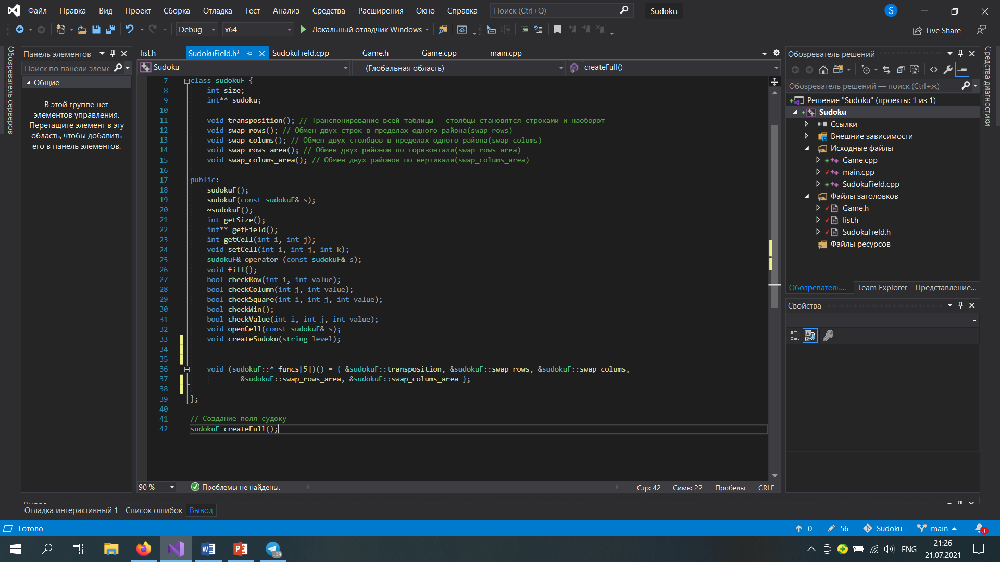 Файл Правка Вид Проект Сборка Отладка Тест Анализ Средства Расширения Окно Справка Поиск (Ctrl+Q) Sudoku S
Debug x64 Локальный отладчик Windows Live Share
Обозреватель серверов
Панель элементов
Поиск по панели элеме
Общие
В этой группе нет
элементов управления.
Перетащите элемент в эту
область, чтобы добавить
его в панель элементов.
list.h SudokuField.h* SudokuField.cpp Game.h Game.cpp main.cpp
Sudoku (Глобальная область) createFull()
7 class sudokuF {
8 int size;
9 int** sudoku;
10
11 void transposition(); // Транспонирование всей таблицы — столбцы становятся строками и наоборот
12 void swap_rows(); // Обмен двух строк в пределах одного района(swap_rows)
13 void swap_colums(); // Обмен двух столбцов в пределах одного района(swap_colums)
14 void swap_rows_area(); // Обмен двух районов по горизонтали(swap_rows_area)
15 void swap_colums_area(); // Обмен двух районов по вертикали(swap_colums_area)
16
17 public:
18 sudokuF();
19 sudokuF(const sudokuF& s);
20 ~sudokuF();
21 int getSize();
22 int** getField();
23 int getCell(int i, int j);
24 void setCell(int i, int j, int k);
25 sudokuF& operator=(const sudokuF& s);
26 void fill();
27 bool checkRow(int i, int value);
28 bool checkColumn(int j, int value);
29 bool checkSquare(int i, int j, int value);
30 bool checkWin();
31 bool checkValue(int i, int j, int value);
32 void openCell(const sudokuF& s);
33 void createSudoku(string level);
34
35
36 void (sudokuF::* funcs[5])() = { &sudokuF::transposition, &sudokuF::swap_rows, &sudokuF::swap_colums,
37 &sudokuF::swap_rows_area, &sudokuF::swap_colums_area };
38
39 };
40
41 // Создание поля судоку
42 sudokuF createFull();
90 % Проблемы не найдены. Стр: 42 Симв: 22 Пробелы CRLF
Обозреватель решений
Обозреватель решений — поиск (Ctrl+ж)
Решение "Sudoku" (проекты: 1 из 1)
Sudoku
Ссылки
Внешние зависимости
Исходные файлы
Game.cpp
main.cpp
SudokuField.cpp
Файлы заголовков
Game.h
list.h
SudokuField.h
Файлы ресурсов
Обозреватель... Team Explorer Представление...
Свойства
Средства диагностики
Отладка интерактивный 1 Список ошибок Вывод
Готово 0 56 Sudoku main 3
..09 ENG 21:26
21.07.2021